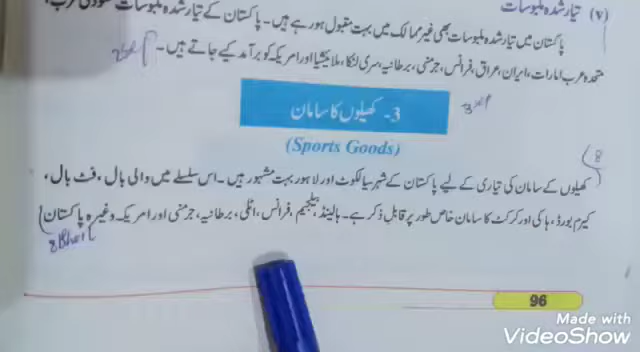 (v) تیار شدہ ملبوسات
پاکستان میں تیار شدہ ملبوسات بھی غیر ممالک میں بہت مقبول ہو رہے ہیں۔ پاکستان کے تیار شدہ ملبوسات سعودی عرب،
متحدہ عرب امارات، ایران، عراق، فرانس، جرمنی، برطانیہ، سری لنکا، ملائیشیا اور امریکہ کو برآمد کیے جاتے ہیں۔
3- کھیلوں کا سامان
(Sports Goods)
کھیلوں کے سامان کی تیاری کے لیے پاکستان کے شہر سیالکوٹ اور لاہور بہت مشہور ہیں۔ اس سلسلے میں والی بال، فٹ بال،
کیرم بورڈ، ہاکی اور کرکٹ کا سامان خاص طور پر قابل ذکر ہے۔ ہالینڈ، بیلجیم، فرانس، اٹلی، برطانیہ، جرمنی اور امریکہ وغیرہ پاکستان
96
Made with
VideoShow